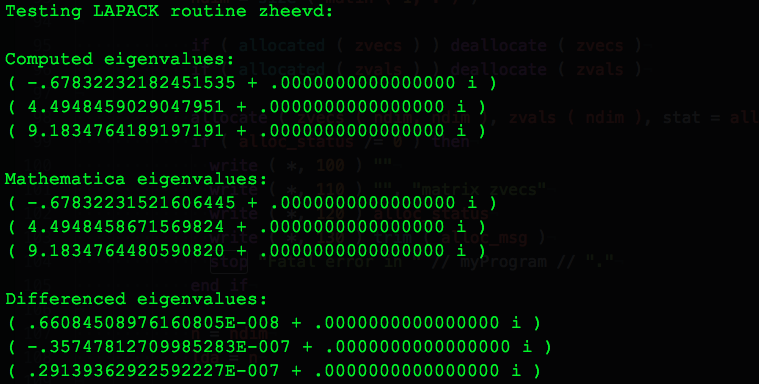 Testing LAPACK routine zheevd:
Computed eigenvalues:
( -.67832232182451535 + .0000000000000000 i )
( 4.4948459029047951 + .0000000000000000 i )
( 9.1834764189197191 + .0000000000000000 i )
Mathematica eigenvalues:
( -.67832231521606445 + .0000000000000000 i )
( 4.4948458671569824 + .0000000000000000 i )
( 9.1834764480590820 + .0000000000000000 i )
Differenced eigenvalues:
( .66084508976160805E-008 + .0000000000000000 i )
( -.35747812709985283E-007 + .0000000000000000 i )
( .29139362922592227E-007 + .0000000000000000 i )